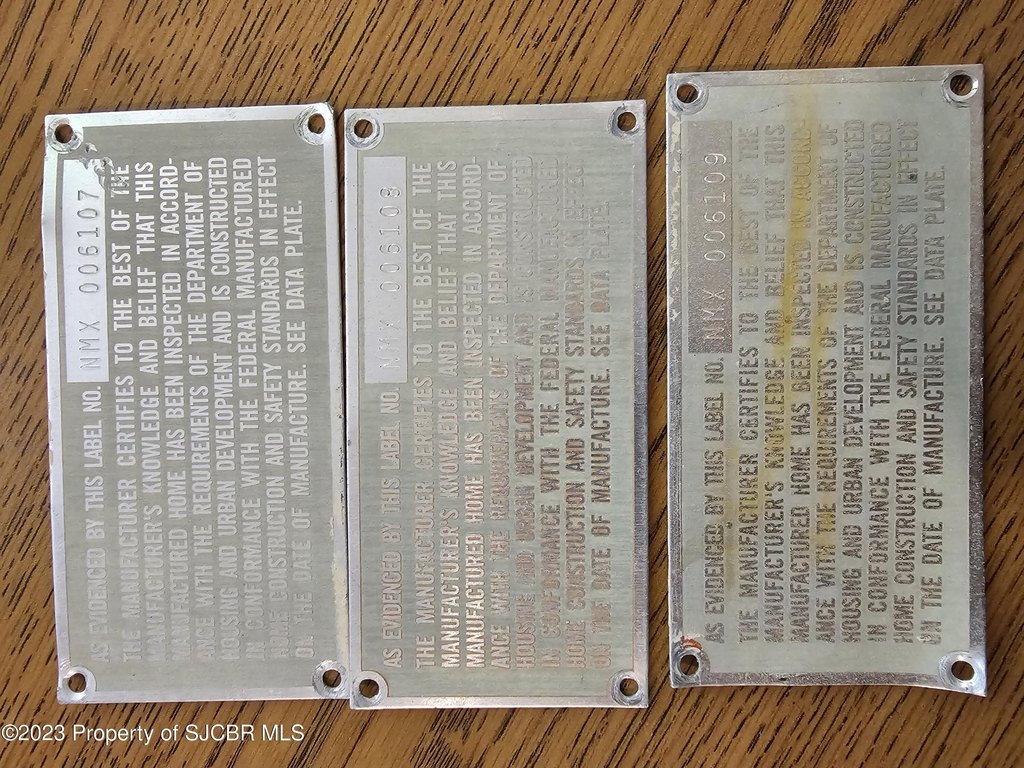 AS EVIDENCED BY THIS LABEL NO. NMX 006107
THE MANUFACTURER CERTIFIES TO THE BEST OF THE
MANUFACTURER'S KNOWLEDGE AND BELIEF THAT THIS
MANUFACTURED HOME HAS BEEN INSPECTED IN ACCORD-
ANCE WITH THE REQUIREMENTS OF THE DEPARTMENT OF
HOUSING AND URBAN DEVELOPMENT AND IS CONSTRUCTED
IN CONFORMANCE WITH THE FEDERAL MANUFACTURED
HOME CONSTRUCTION AND SAFETY STANDARDS IN EFFECT
ON THE DATE OF MANUFACTURE. SEE DATA PLATE.
AS EVIDENCED BY THIS LABEL NO. NMX 006108
THE MANUFACTURER CERTIFIES TO THE BEST OF THE
MANUFACTURER'S KNOWLEDGE AND BELIEF THAT THIS
MANUFACTURED HOME HAS BEEN INSPECTED IN ACCORD-
ANCE WITH THE REQUIREMENTS OF THE DEPARTMENT OF
HOUSING AND URBAN DEVELOPMENT AND IS CONSTRUCTED
IN CONFORMANCE WITH THE FEDERAL MANUFACTURED
HOME CONSTRUCTION AND SAFETY STANDARDS IN EFFECT
ON THE DATE OF MANUFACTURE. SEE DATA PLATE.
AS EVIDENCED BY THIS LABEL NO. NMX 006109
THE MANUFACTURER CERTIFIES TO THE BEST OF THE
MANUFACTURER'S KNOWLEDGE AND BELIEF THAT THIS
MANUFACTURED HOME HAS BEEN INSPECTED IN ACCORD-
ANCE WITH THE REQUIREMENTS OF THE DEPARTMENT OF
HOUSING AND URBAN DEVELOPMENT AND IS CONSTRUCTED
IN CONFORMANCE WITH THE FEDERAL MANUFACTURED
HOME CONSTRUCTION AND SAFETY STANDARDS IN EFFECT
ON THE DATE OF MANUFACTURE. SEE DATA PLATE.
©2023 Property of SJCBR MLS